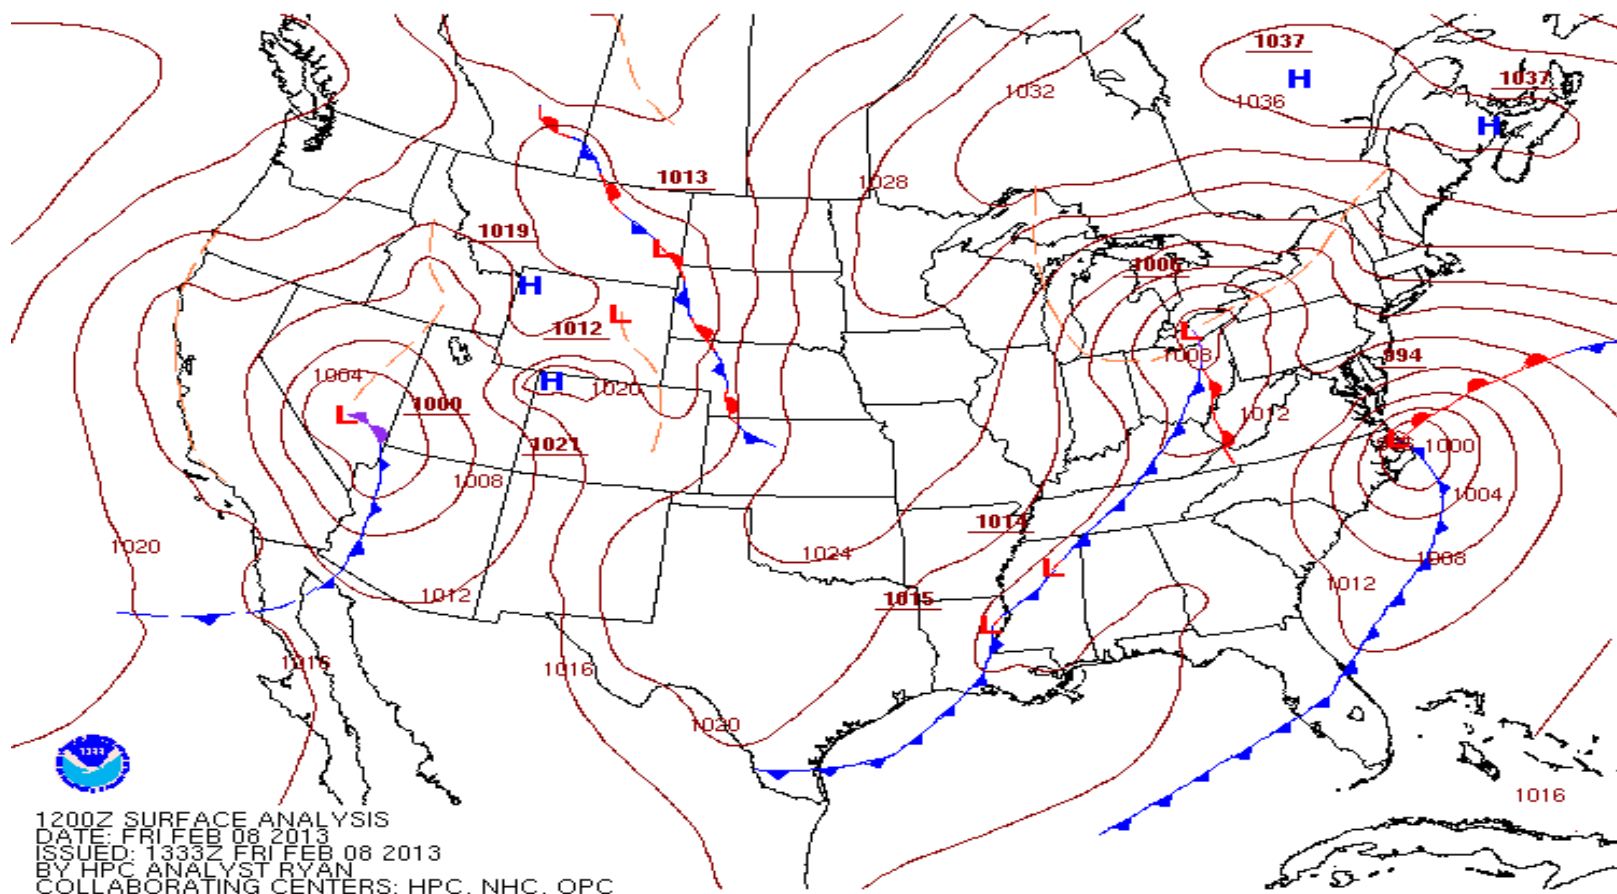 1037
H
1037
H
1032
1036
1028
1013
L
1019
H
L
1012
H
1020
1006
L
1008
1012
994
L
1000
1004
1008
1012
1004
L
1000
1021
1008
1014
L
1024
1020
1012
1015
L
1016
1016
1020
1016
1333
1200Z SURFACE ANALYSIS
DATE: FRI FEB 08 2013
ISSUED: 1333Z FRI FEB 08 2013
BY HPC ANALYST RYAN
COLLABORATING CENTERS: HPC, NHC, OPC